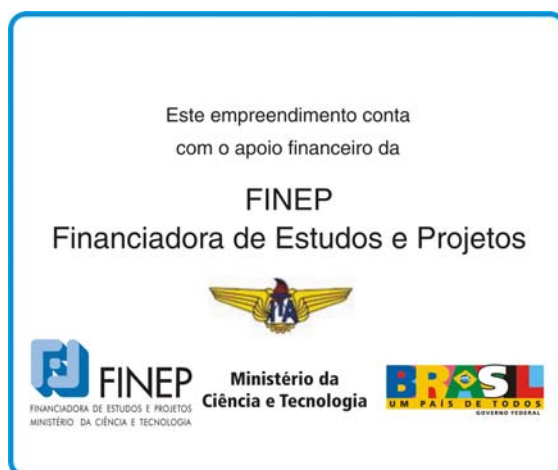 Este empreendimento conta
com o apoio financeiro da
FINEP
Financiadora de Estudos e Projetos
ITA
FINEP
FINANCIADORA DE ESTUDOS E PROJETOS
MINISTÉRIO DA CIÊNCIA E TECNOLOGIA
Ministério da
Ciência e Tecnologia
BRASIL
UM PAÍS DE TODOS
GOVERNO FEDERAL